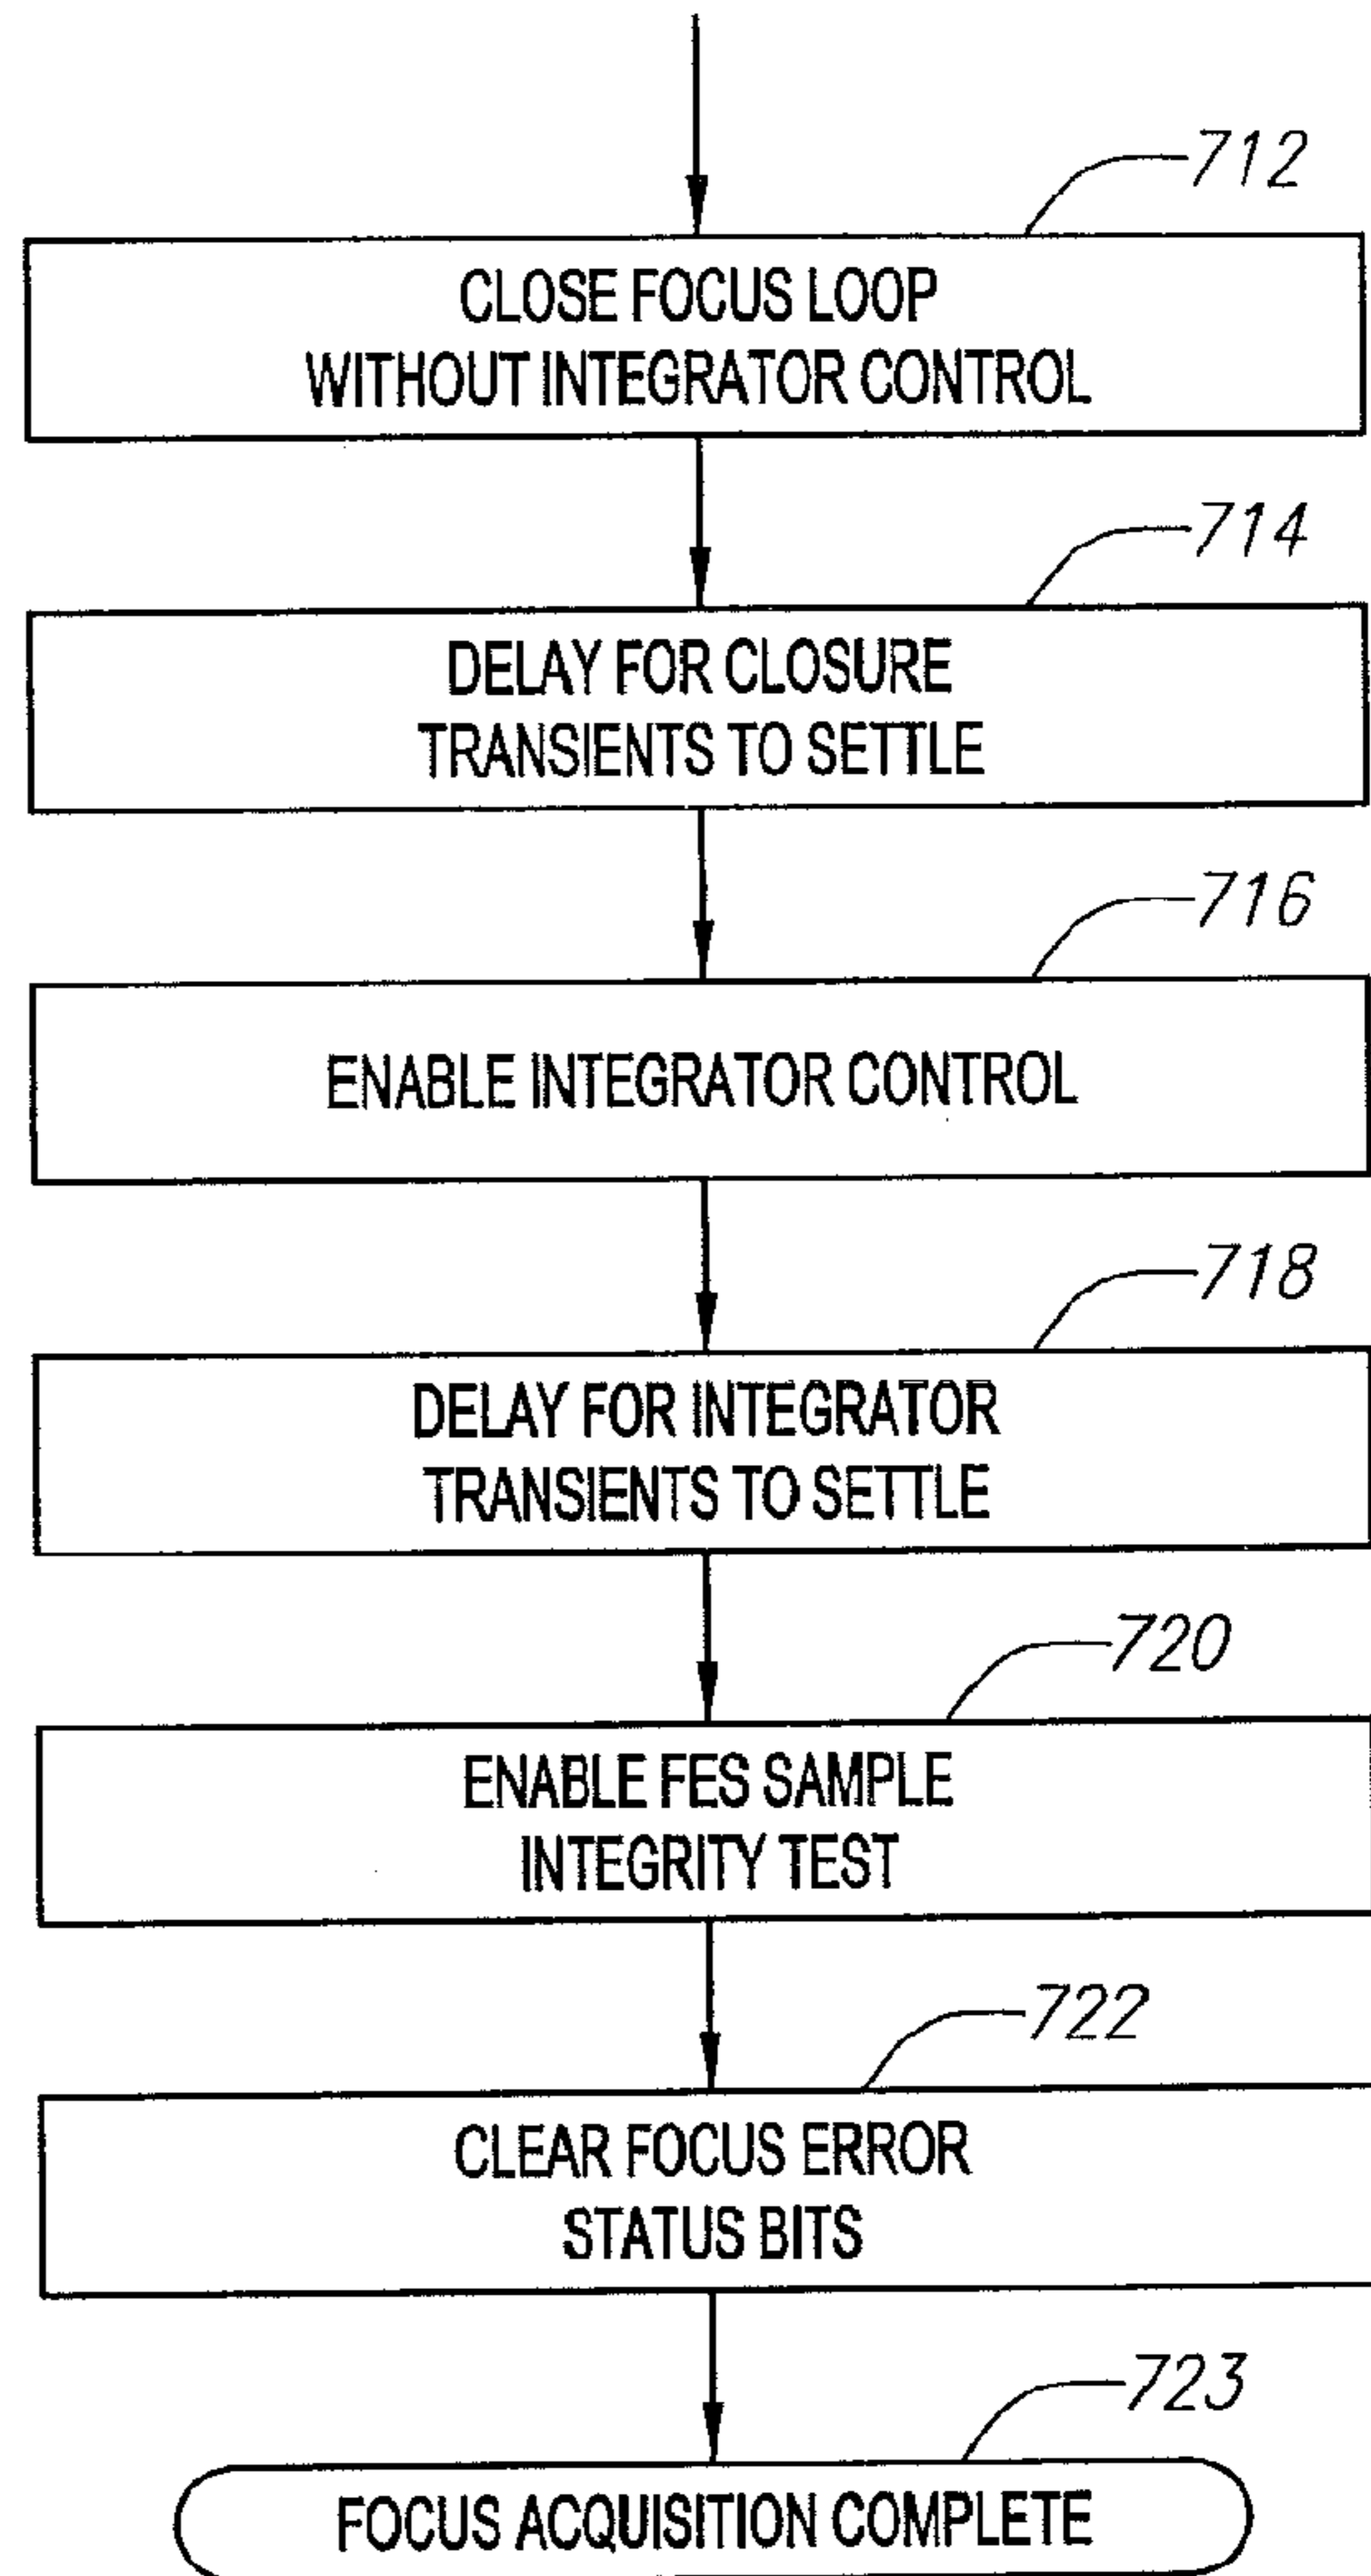 712
CLOSE FOCUS LOOP
WITHOUT INTEGRATOR CONTROL
714
DELAY FOR CLOSURE
TRANSIENTS TO SETTLE
716
ENABLE INTEGRATOR CONTROL
718
DELAY FOR INTEGRATOR
TRANSIENTS TO SETTLE
720
ENABLE FES SAMPLE
INTEGRITY TEST
722
CLEAR FOCUS ERROR
STATUS BITS
723
FOCUS ACQUISITION COMPLETE